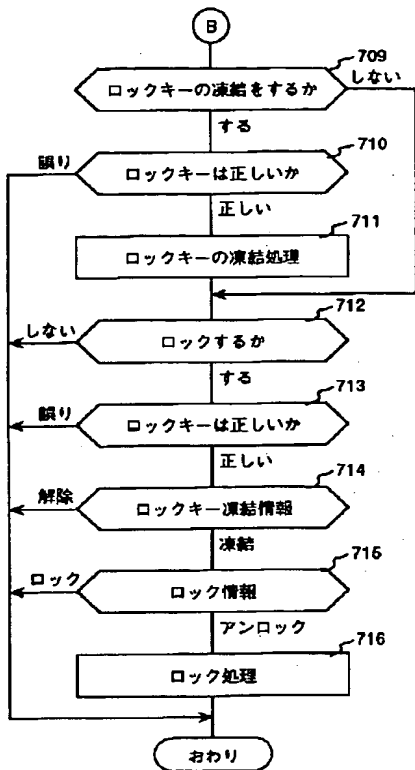 B
709
ロックキーの凍結をするか
しない
する
710
誤り
ロックキーは正しいか
正しい
711
ロックキーの凍結処理
712
しない
ロックするか
する
713
誤り
ロックキーは正しいか
正しい
714
解除
ロックキー凍結情報
凍結
715
ロック
ロック情報
アンロック
716
ロック処理
おわり